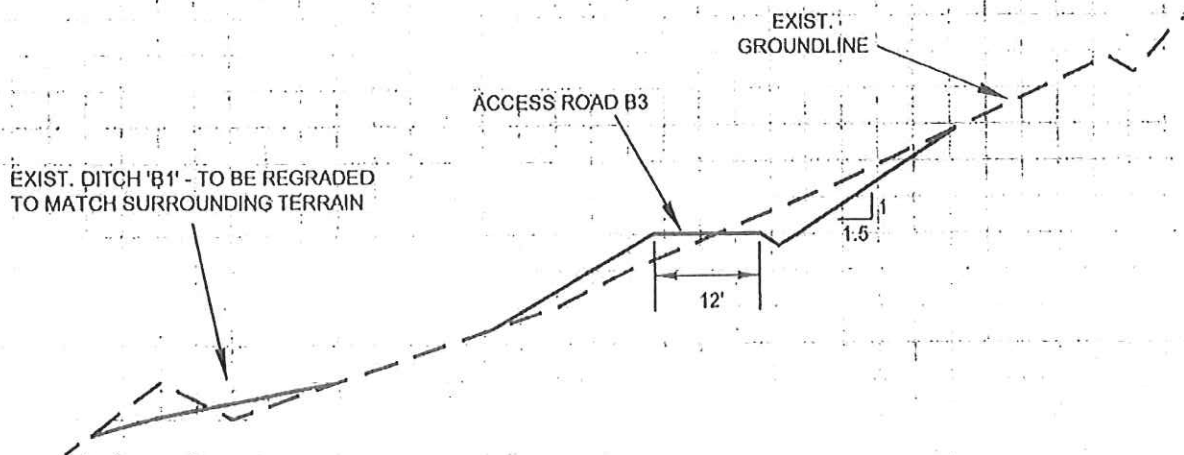 EXIST.
GROUNDLINE
ACCESS ROAD B3
EXIST. DITCH 'B1' - TO BE REGRADED
TO MATCH SURROUNDING TERRAIN
1
1.5
12'